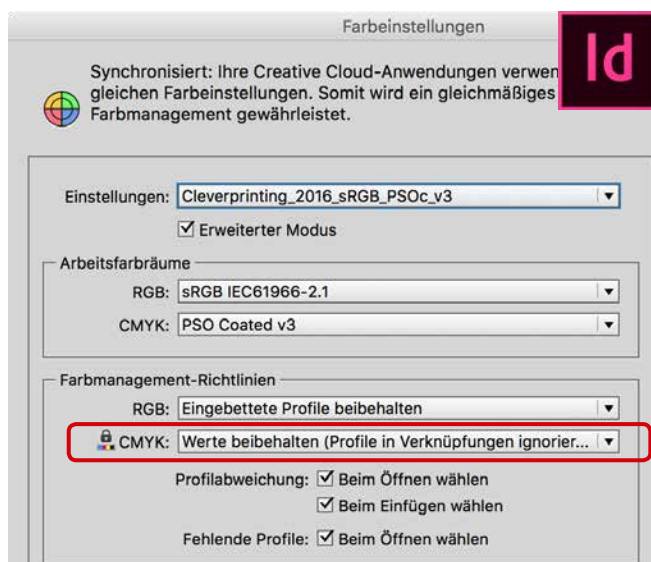 Farbeinstellungen
Id
Synchronisiert: Ihre Creative Cloud-Anwendungen verwen
gleichen Farbeinstellungen. Somit wird ein gleichmäßiges
Farbmanagement gewährleistet.
Einstellungen: Cleverprinting_2016_sRGB_PSOc_v3
Erweiterter Modus
Arbeitsfarbräume
RGB: sRGB IEC61966-2.1
CMYK: PSO Coated v3
Farbmanagement-Richtlinien
RGB: Eingebettete Profile beibehalten
CMYK: Werte beibehalten (Profile in Verknüpfungen ignorier...
Profilabweichung: Beim Öffnen wählen
Beim Einfügen wählen
Fehlende Profile: Beim Öffnen wählen